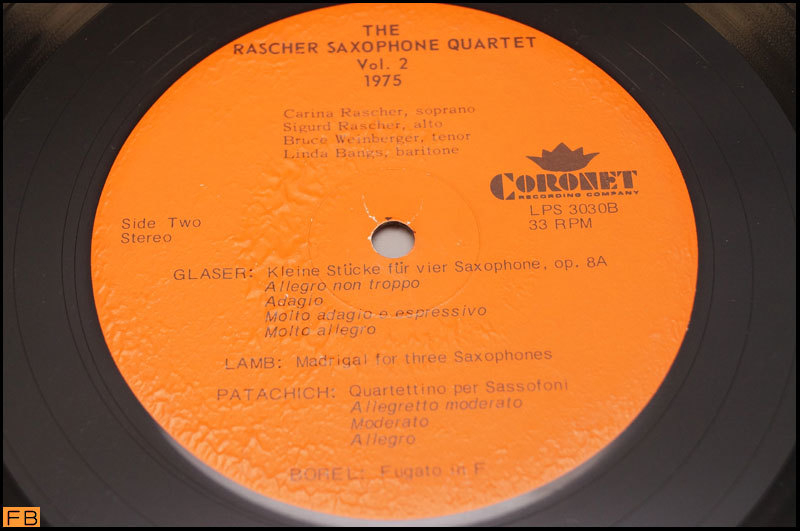 THE
RASCHER SAXOPHONE QUARTET
Vol. 2
1975
Carina Rascher, soprano
Sigurd Rascher, alto
Bruce Weinberger, tenor
Linda Bangs, baritone
CORONET
RECORDING COMPANY
LPS 3030B
33 RPM
Side Two
Stereo
GLASER: Kleine Stücke für vier Saxophone, op. 8A
Allegro non troppo
Adagio
Molto adagio e espressivo
Molto allegro
LAMB: Madrigal for three Saxophones
PATACHICH: Quartettino per Sassofoni
Allegretto moderato
Moderato
Allegro
BOREL: Fugato in F
FB